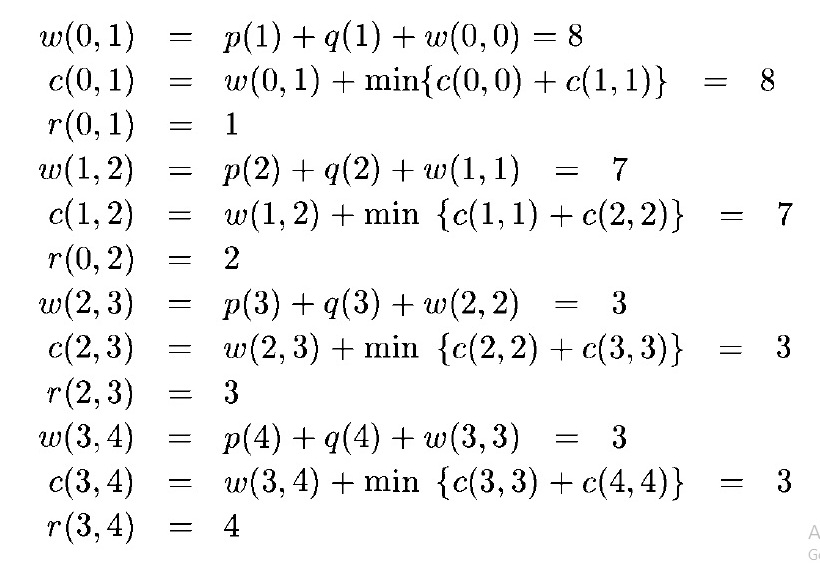 w(0, 1) = p(1) + q(1) + w(0, 0) = 8
c(0, 1) = w(0, 1) + min{c(0, 0) + c(1, 1)} = 8
r(0, 1) = 1
w(1, 2) = p(2) + q(2) + w(1, 1) = 7
c(1, 2) = w(1, 2) + min {c(1, 1) + c(2, 2)} = 7
r(0, 2) = 2
w(2, 3) = p(3) + q(3) + w(2, 2) = 3
c(2, 3) = w(2, 3) + min {c(2, 2) + c(3, 3)} = 3
r(2, 3) = 3
w(3, 4) = p(4) + q(4) + w(3, 3) = 3
c(3, 4) = w(3, 4) + min {c(3, 3) + c(4, 4)} = 3
r(3, 4) = 4
A
Go